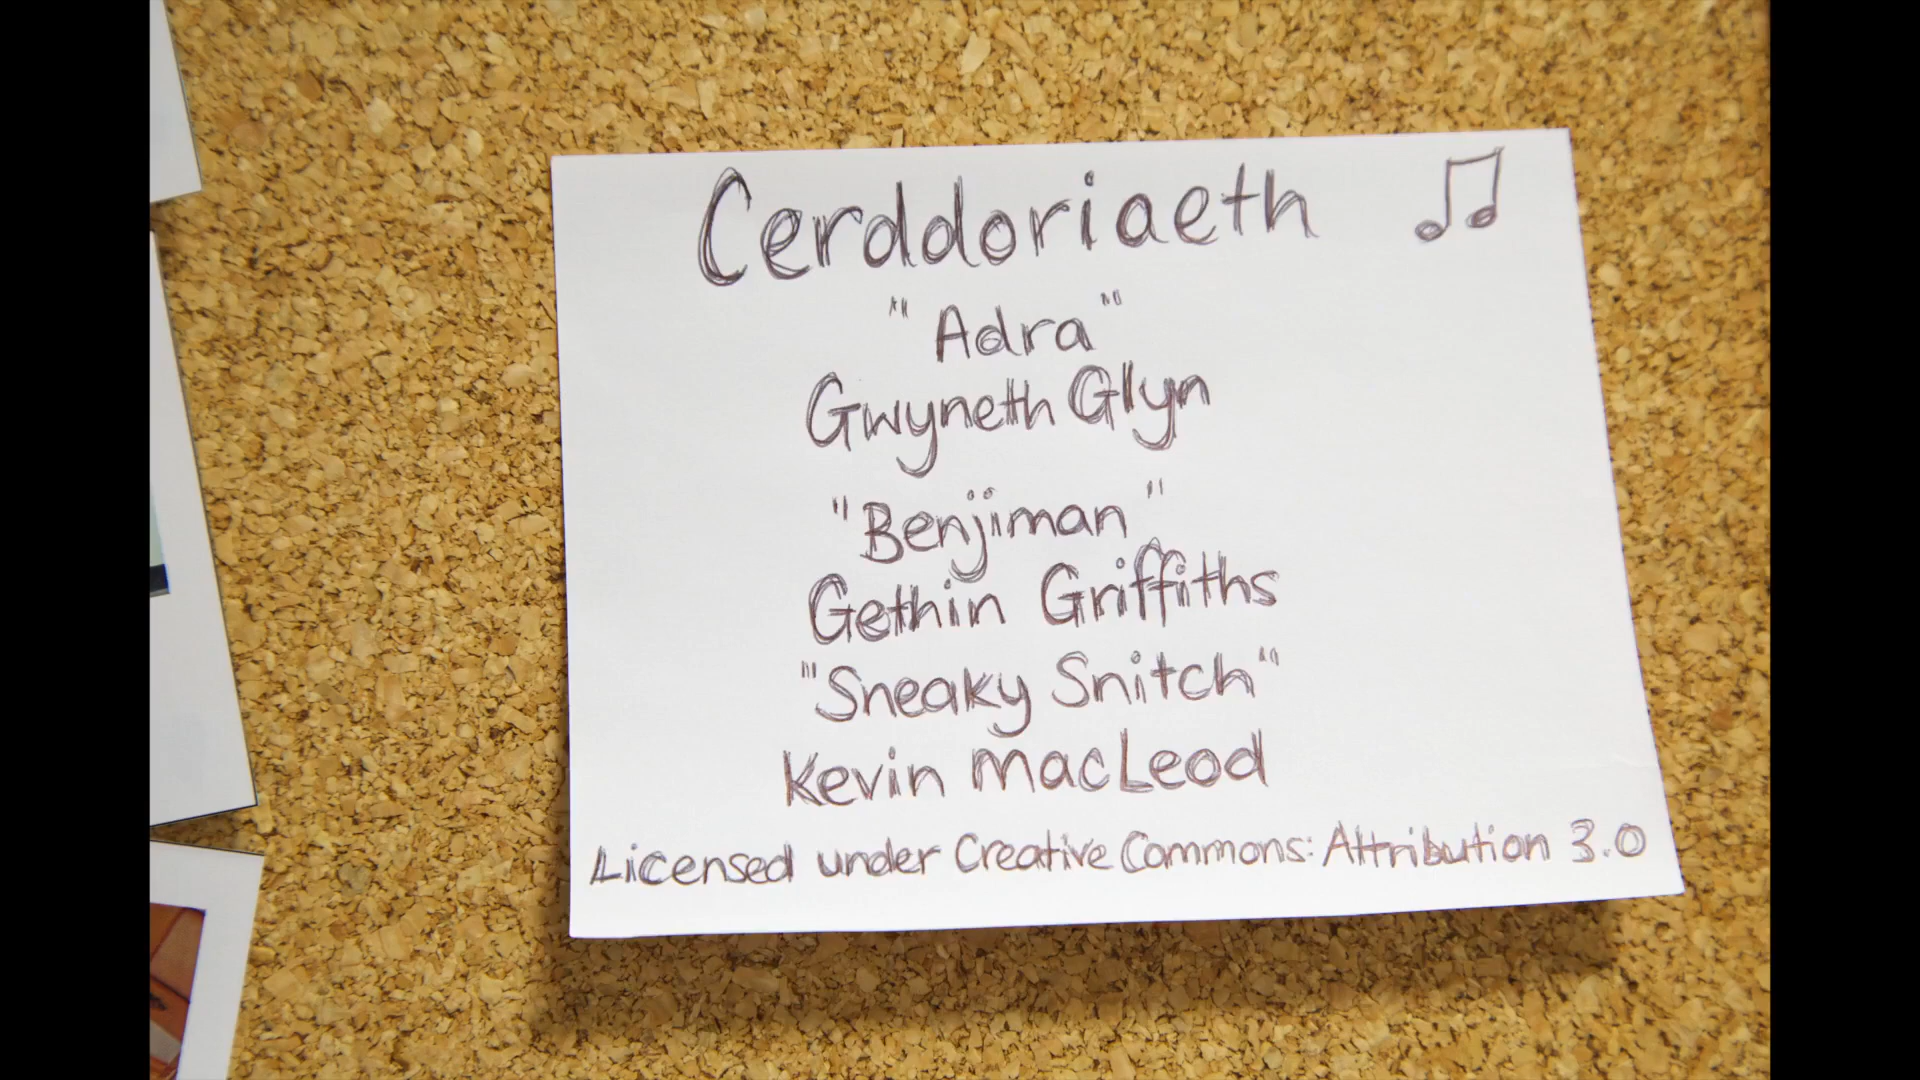 Cerddoriaeth
"Adra"
Gwyneth Glyn
"Benjiman"
Gethin Griffiths
"Sneaky Snitch"
Kevin MacLeod
Licensed under Creative Commons: Attribution 3.0